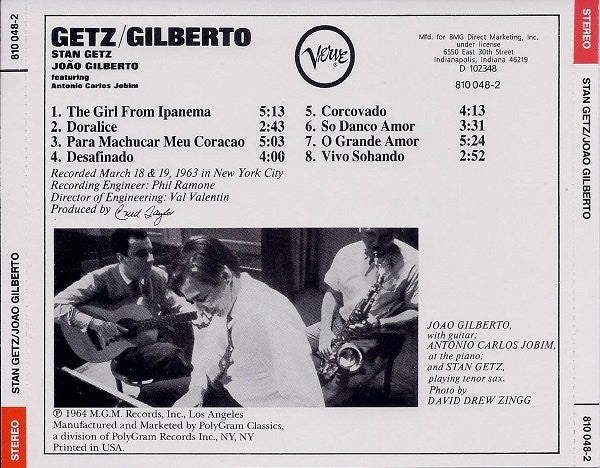 810 048-2
STAN GETZ/JOAO GILBERTO
STEREO
GETZ/GILBERTO
STAN GETZ
JOÃO GILBERTO
featuring
Antonio Carlos Jobim
Verve
Mfd. for BMG Direct Marketing, Inc.
under license
6550 East 30th Street
Indianapolis, Indiana 46219
D 102348
810 048-2
1. The Girl From Ipanema 5:13
2. Doralice 2:43
3. Para Machucar Meu Coracao 5:03
4. Desafinado 4:00
5. Corcovado 4:13
6. So Danco Amor 3:31
7. O Grande Amor 5:24
8. Vivo Sohando 2:52
Recorded March 18 & 19, 1963 in New York City
Recording Engineer: Phil Ramone
Director of Engineering: Val Valentin
Produced by Creed Taylor
JOAO GILBERTO,
with guitar;
ANTONIO CARLOS JOBIM,
at the piano;
and STAN GETZ,
playing tenor sax.
Photo by
DAVID DREW ZINGG
℗ 1964 M.G.M. Records, Inc., Los Angeles
Manufactured and Marketed by PolyGram Classics,
a division of PolyGram Records Inc., NY, NY
Printed in USA.
STEREO
STAN GETZ/JOAO GILBERTO
810 048-2